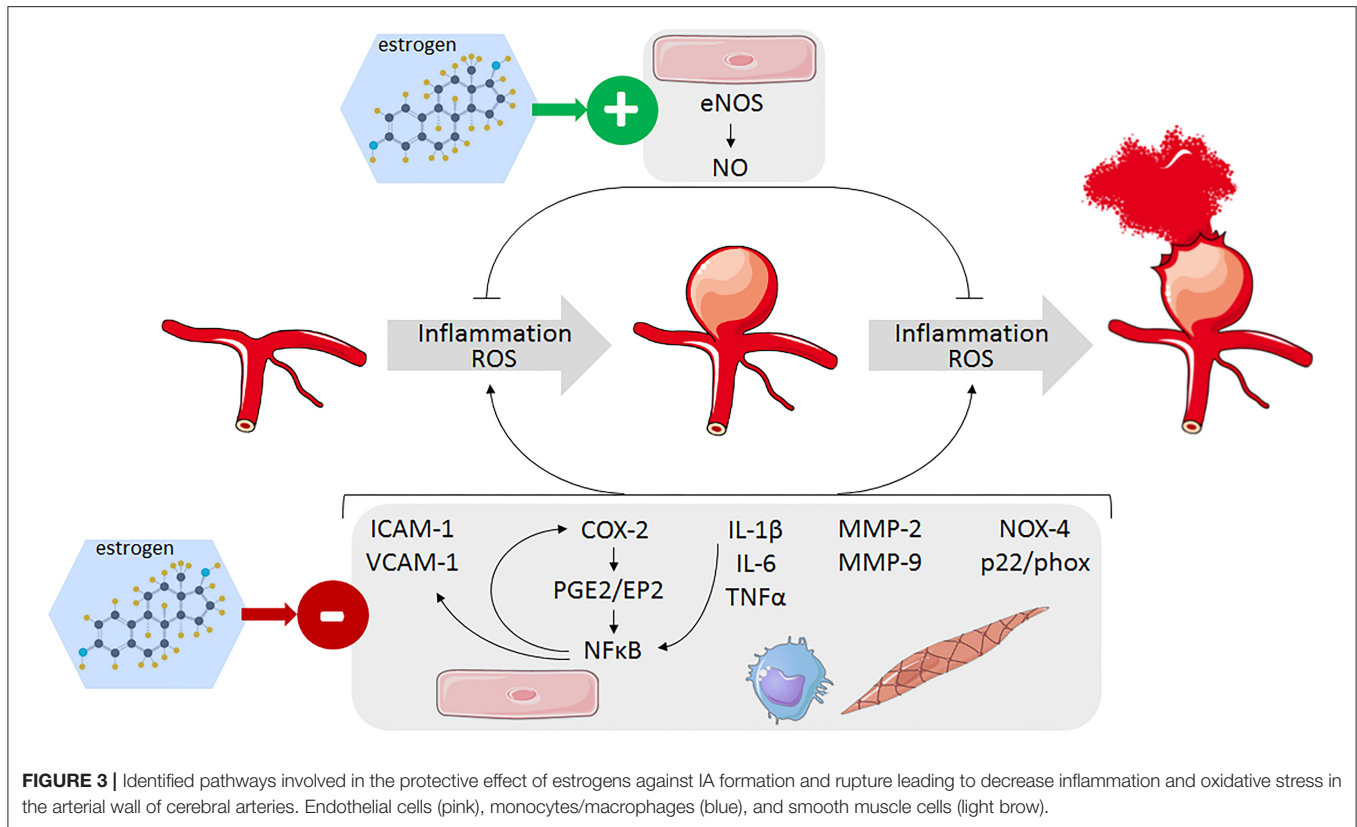 estrogen
+
eNOS
NO
Inflammation
ROS
Inflammation
ROS
estrogen
-
ICAM-1
VCAM-1
COX-2
PGE2/EP2
NFκB
IL-1β
IL-6
TNFα
MMP-2
MMP-9
NOX-4
p22/phox
FIGURE 3 | Identified pathways involved in the protective effect of estrogens against IA formation and rupture leading to decrease inflammation and oxidative stress in
the arterial wall of cerebral arteries. Endothelial cells (pink), monocytes/macrophages (blue), and smooth muscle cells (light brow).